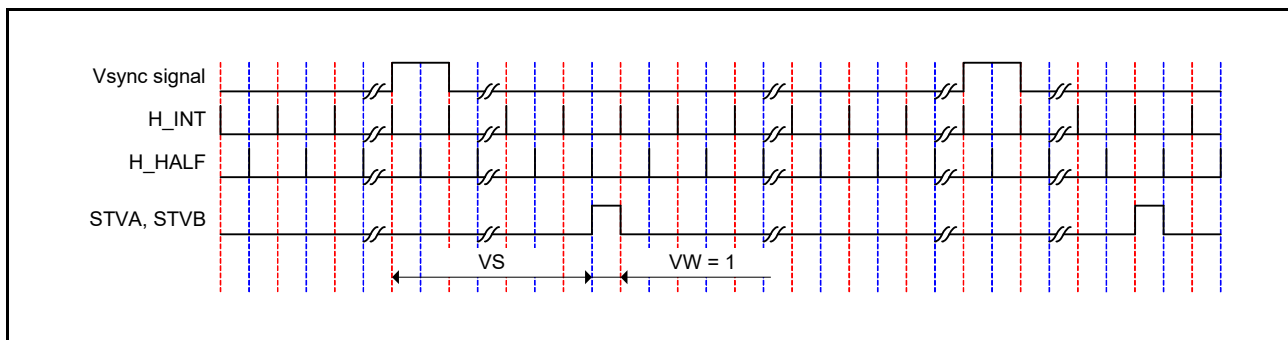 Vsync signal
H_INT
H_HALF
STVA, STVB
VS
VW = 1